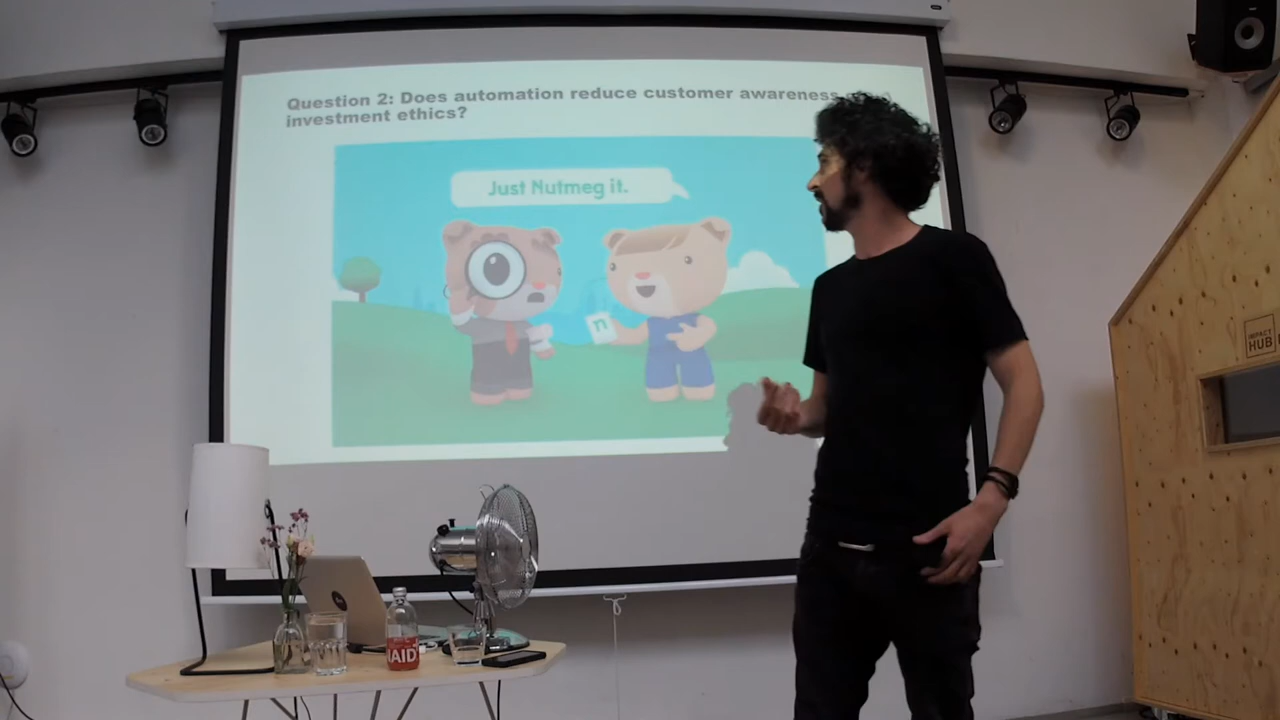 Question 2: Does automation reduce customer awareness
investment ethics?
Just Nutmeg it.
n
IMPACT
HUB
AID